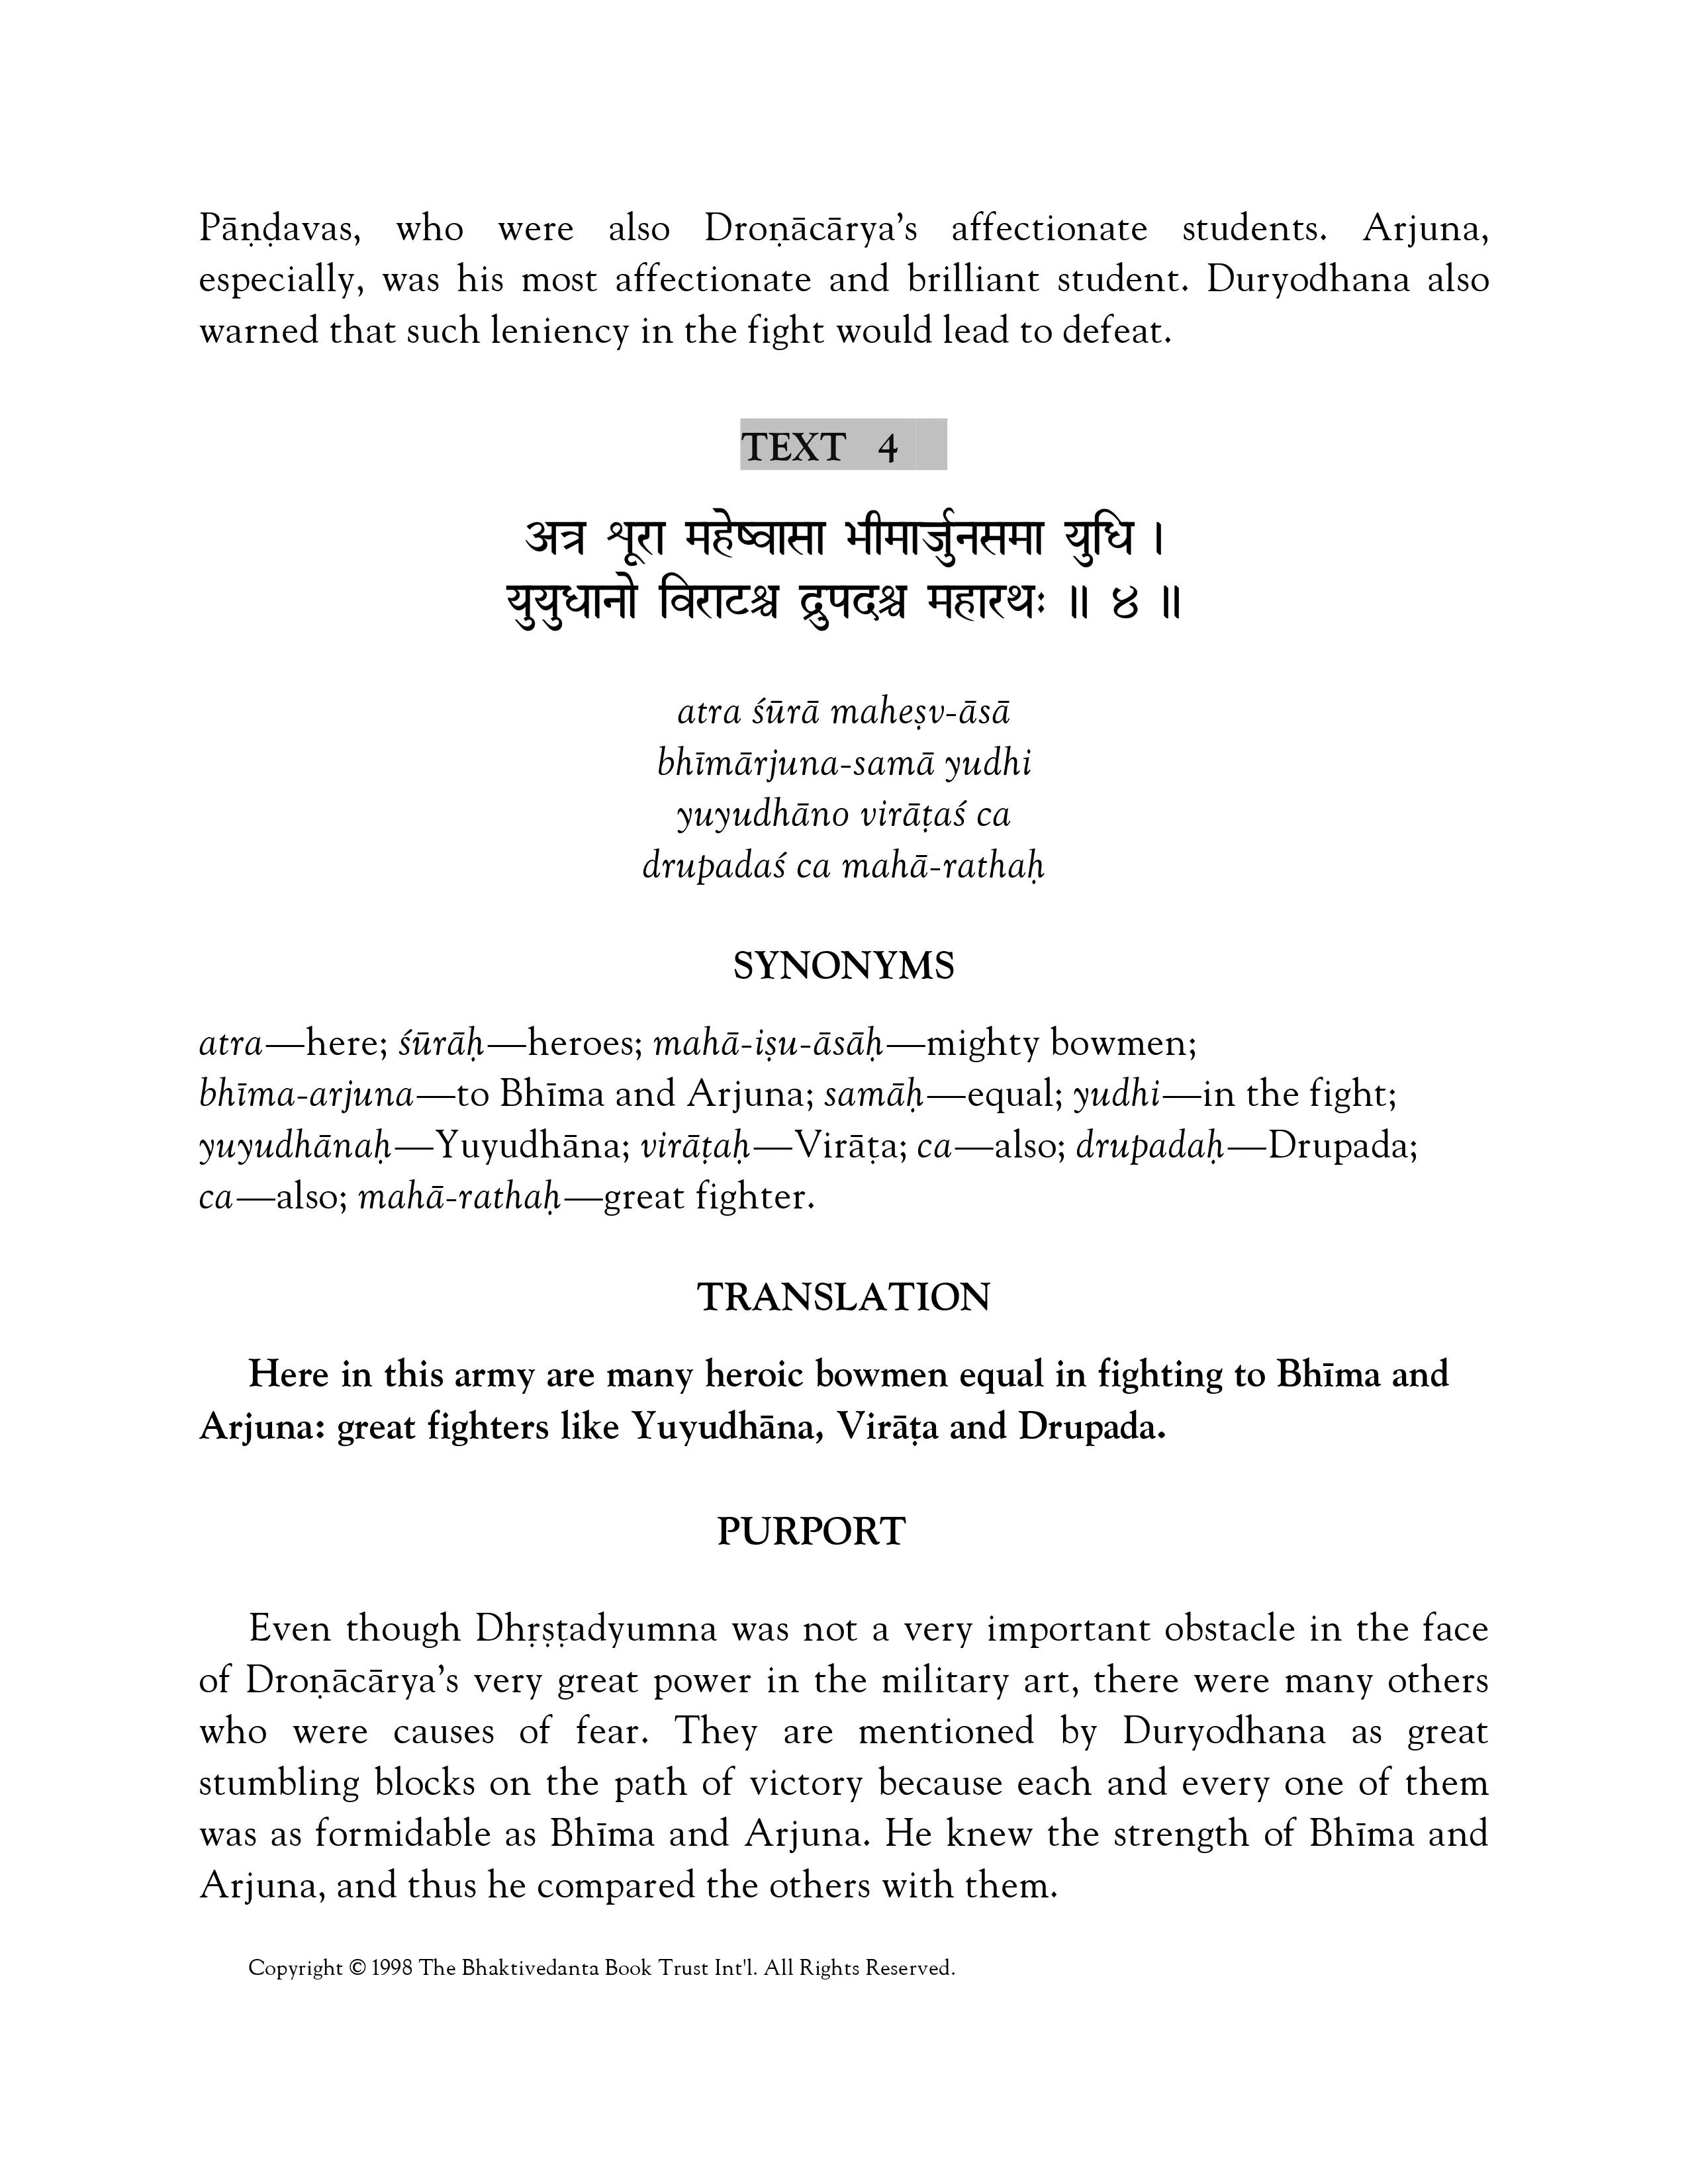 Pāṇḍavas, who were also Droṇācārya’s affectionate students. Arjuna,
especially, was his most affectionate and brilliant student. Duryodhana also
warned that such leniency in the fight would lead to defeat.
TEXT 4
अत्र शूरा महेष्वासा भीमार्जुनसमा युधि ।
युयुधानो विराटश्च द्रुपदश्च महारथः ॥ ४ ॥
atra śūrā maheṣv-āsā
bhīmārjuna-samā yudhi
yuyudhāno virāṭaś ca
drupadaś ca mahā-rathaḥ
SYNONYMS
atra—here; śūrāḥ—heroes; mahā-iṣu-āsāḥ—mighty bowmen;
bhīma-arjuna—to Bhīma and Arjuna; samāḥ—equal; yudhi—in the fight;
yuyudhānaḥ—Yuyudhāna; virāṭaḥ—Virāṭa; ca—also; drupadaḥ—Drupada;
ca—also; mahā-rathaḥ—great fighter.
TRANSLATION
Here in this army are many heroic bowmen equal in fighting to Bhīma and
Arjuna: great fighters like Yuyudhāna, Virāṭa and Drupada.
PURPORT
Even though Dhṛṣṭadyumna was not a very important obstacle in the face
of Droṇācārya’s very great power in the military art, there were many others
who were causes of fear. They are mentioned by Duryodhana as great
stumbling blocks on the path of victory because each and every one of them
was as formidable as Bhīma and Arjuna. He knew the strength of Bhīma and
Arjuna, and thus he compared the others with them.
Copyright © 1998 The Bhaktivedanta Book Trust Int'l. All Rights Reserved.